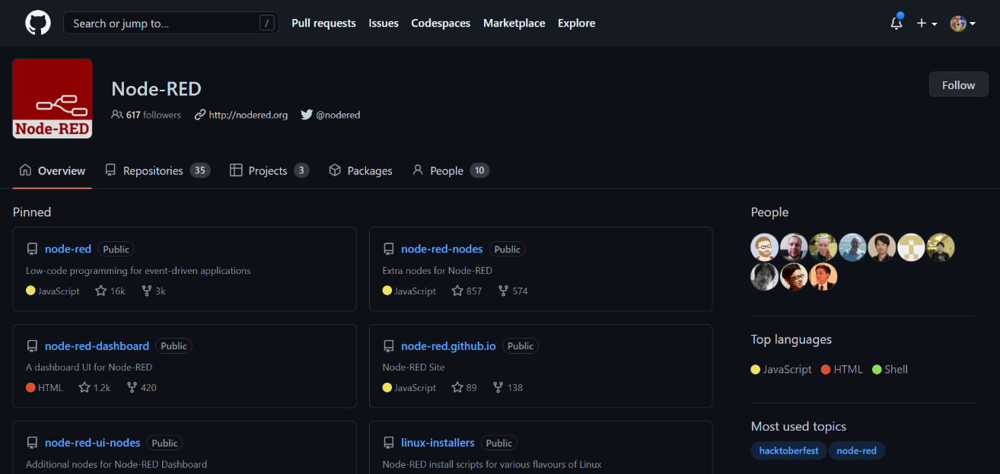 Search or jump to... / Pull requests Issues Codespaces Marketplace Explore
Node-RED
Node-RED
617 followers http://nodered.org @nodered
Follow
Overview Repositories 35 Projects 3 Packages People 10
Pinned
node-red Public
Low-code programming for event-driven applications
JavaScript 16k 3k
node-red-nodes Public
Extra nodes for Node-RED
JavaScript 857 574
node-red-dashboard Public
A dashboard UI for Node-RED
HTML 1.2k 420
node-red.github.io Public
Node-RED Site
JavaScript 89 138
node-red-ui-nodes Public
Additional nodes for Node-RED Dashboard
linux-installers Public
Node-RED install scripts for various flavours of Linux
People
Top languages
JavaScript HTML Shell
Most used topics
hacktoberfest node-red